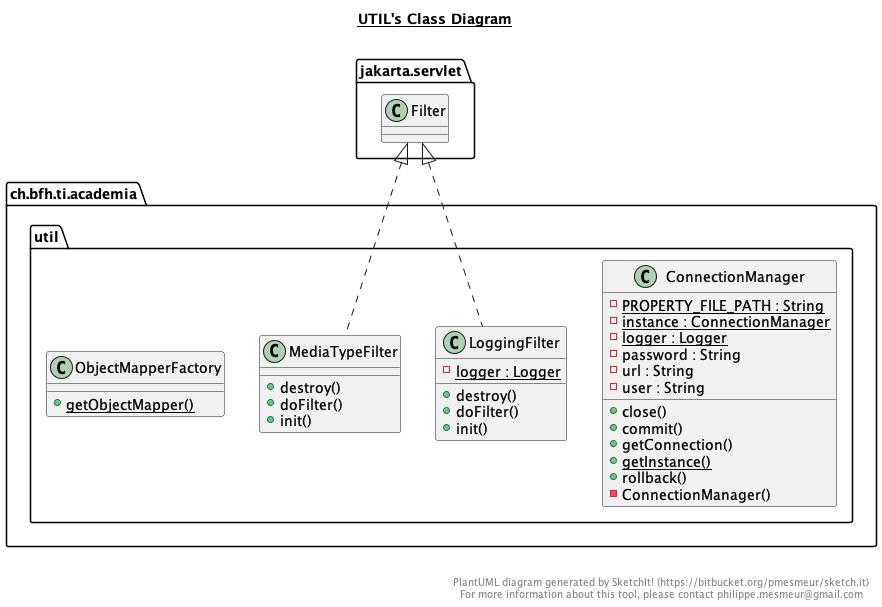 UTIL's Class Diagram
jakarta.servlet
C Filter
ch.bfh.ti.academia
util
C ObjectMapperFactory
getObjectMapper()
C MediaTypeFilter
destroy()
doFilter()
init()
C LoggingFilter
logger : Logger
destroy()
doFilter()
init()
C ConnectionManager
PROPERTY_FILE_PATH : String
instance : ConnectionManager
logger : Logger
password : String
url : String
user : String
close()
commit()
getConnection()
getInstance()
rollback()
ConnectionManager()
PlantUML diagram generated by SketchIt! (https://bitbucket.org/pmesmeur/sketch.it)
For more information about this tool, please contact philippe.mesmeur@gmail.com